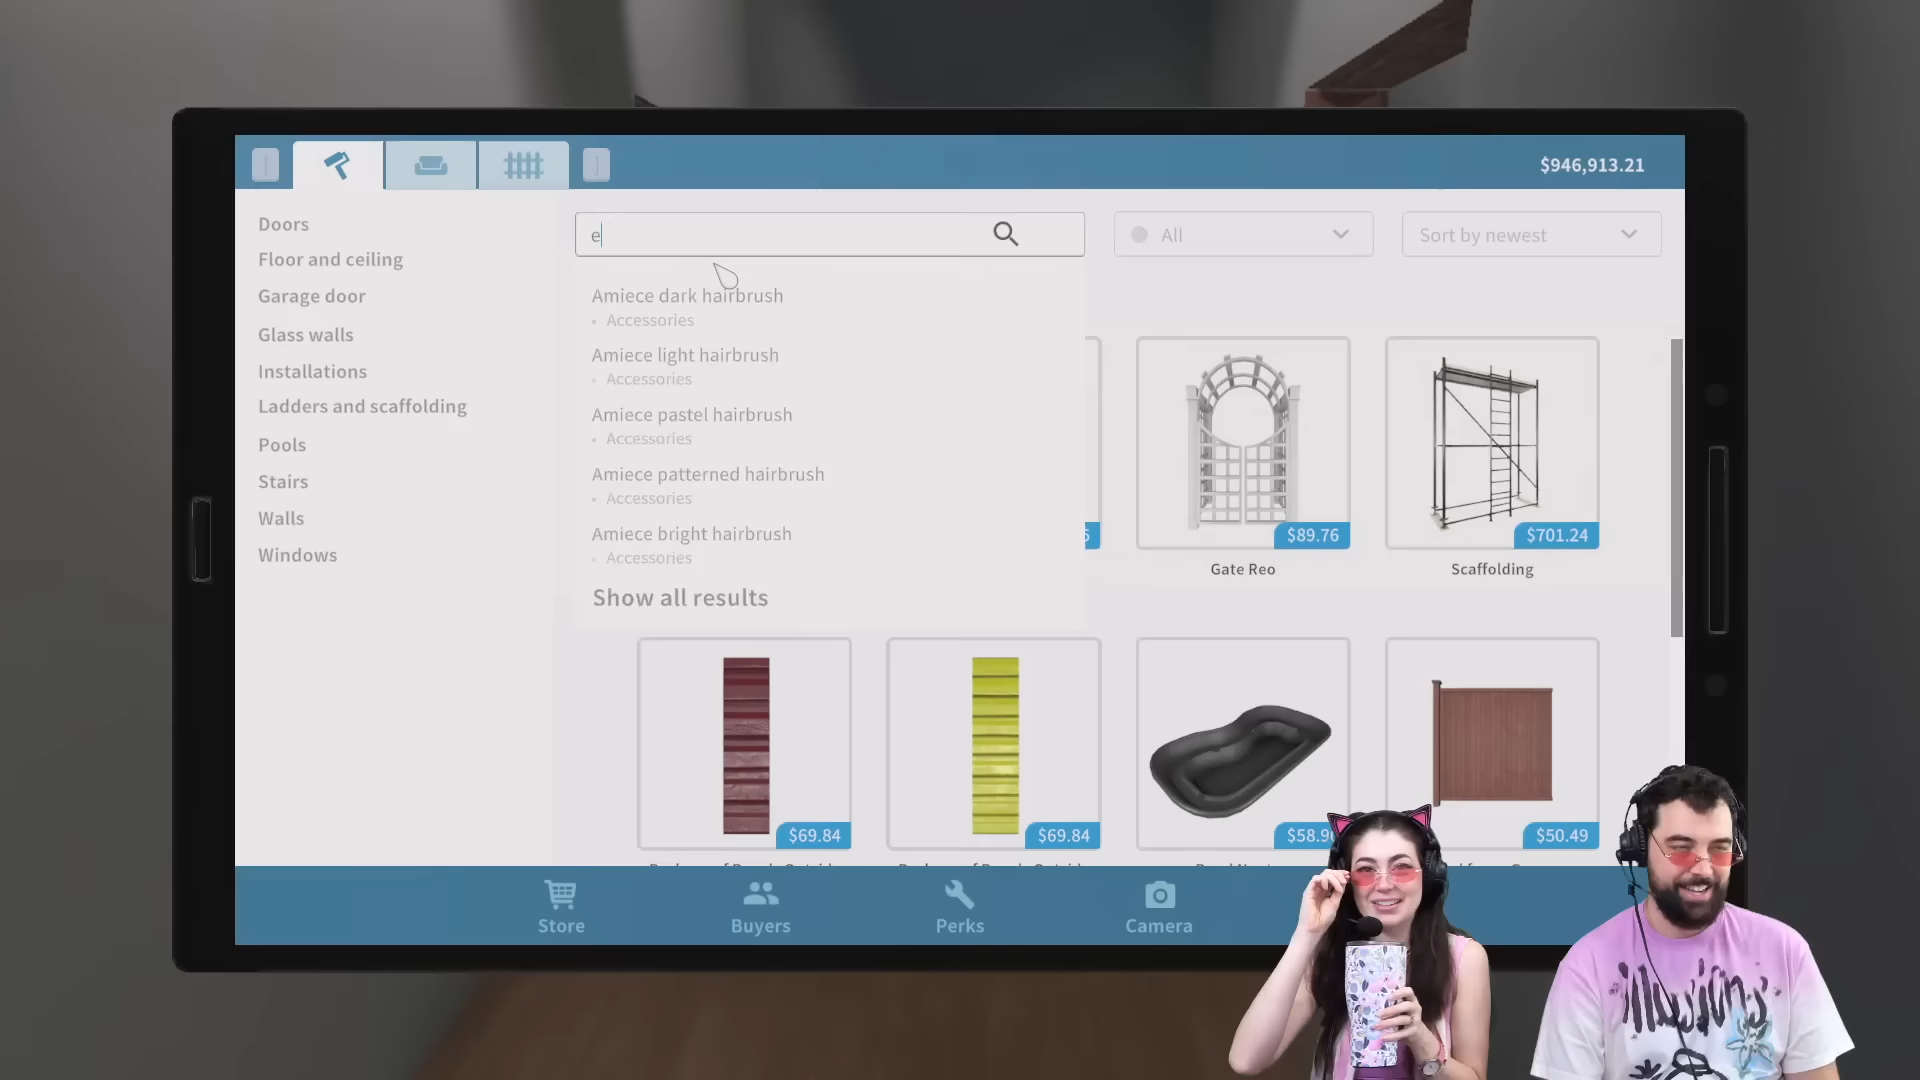 $946,913.21
Doors
Floor and ceiling
Garage door
Glass walls
Installations
Ladders and scaffolding
Pools
Stairs
Walls
Windows
e
All
Sort by newest
Amiece dark hairbrush
• Accessories
Amiece light hairbrush
• Accessories
Amiece pastel hairbrush
• Accessories
Amiece patterned hairbrush
• Accessories
Amiece bright hairbrush
• Accessories
Show all results
$89.76
$701.24
Gate Reo
Scaffolding
$69.84
$69.84
$50.49
Store
Buyers
Perks
Camera